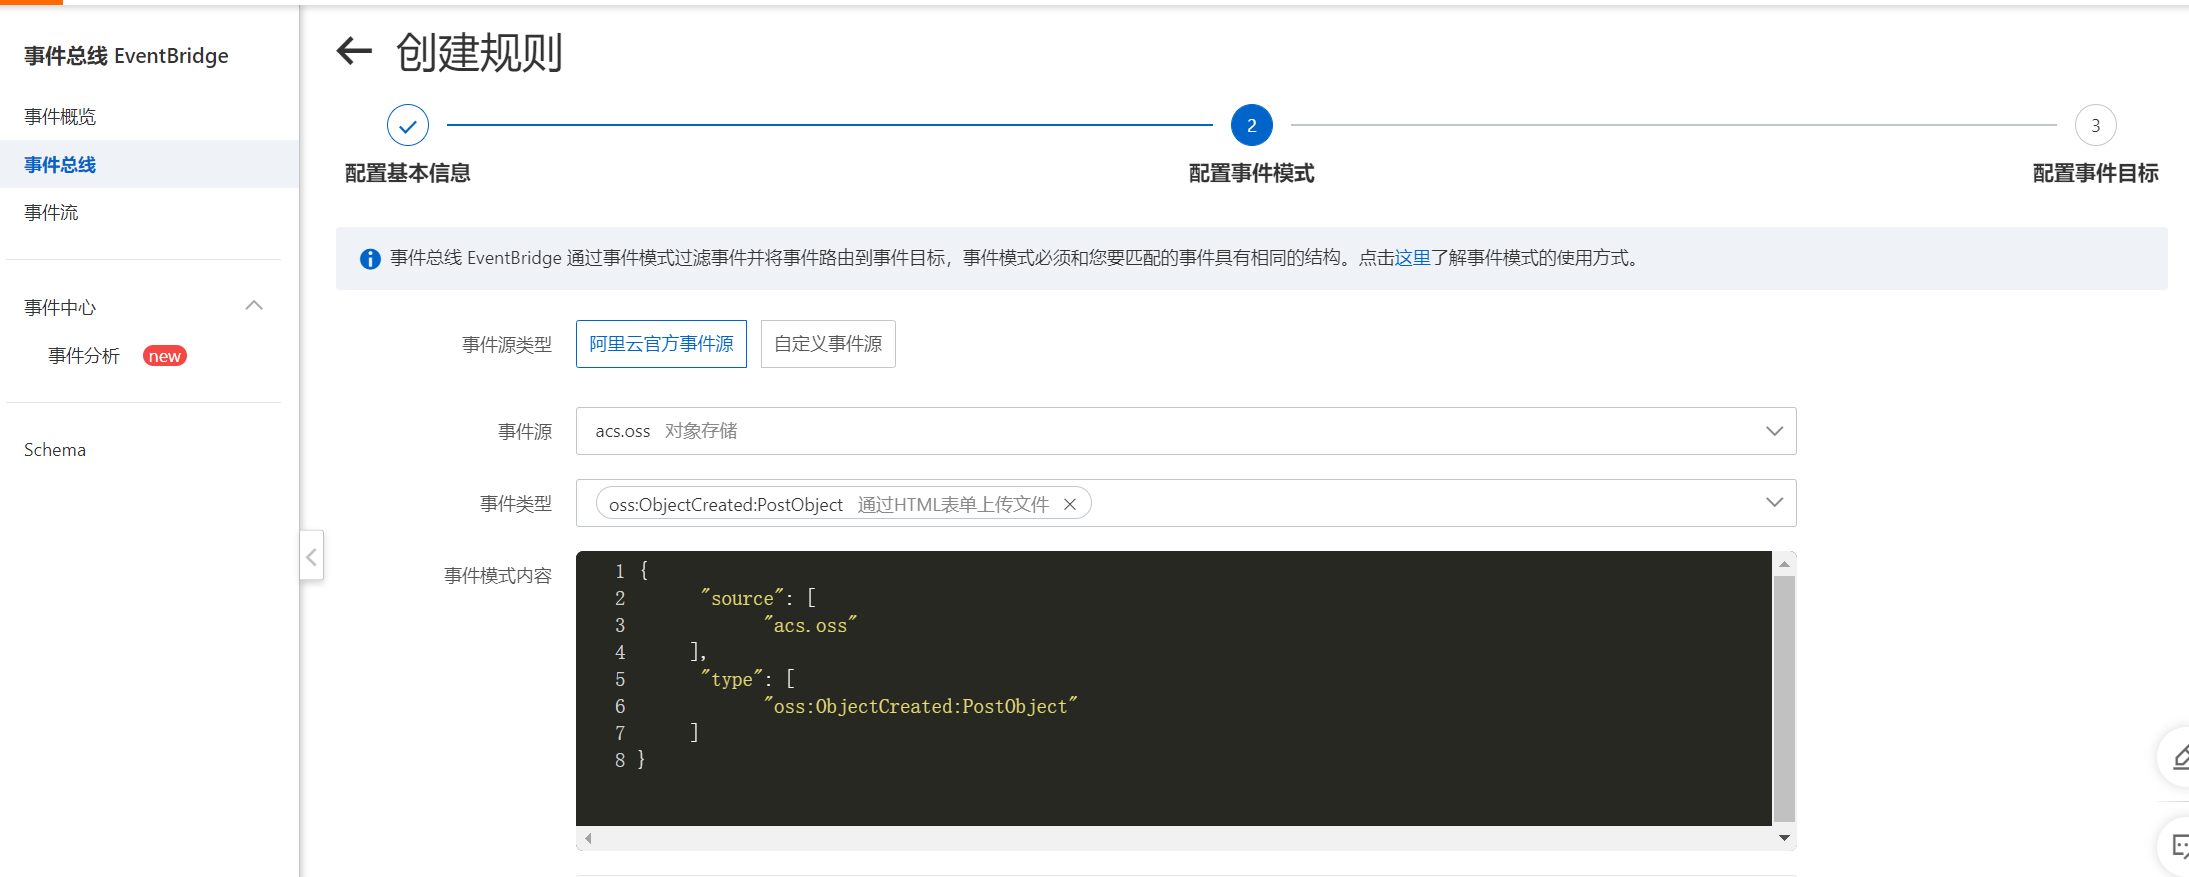 事件总线 EventBridge
事件概览
事件总线
事件流
事件中心
事件分析 new
Schema
创建规则
2
3
配置基本信息
配置事件模式
配置事件目标
事件总线 EventBridge 通过事件模式过滤事件并将事件路由到事件目标，事件模式必须和您要匹配的事件具有相同的结构。点击这里了解事件模式的使用方式。
事件源类型 阿里云官方事件源 自定义事件源
事件源 acs.oss 对象存储
事件类型 oss:ObjectCreated:PostObject 通过HTML表单上传文件 ×
事件模式内容
1 {
2 "source": [
3 "acs.oss"
4 ],
5 "type": [
6 "oss:ObjectCreated:PostObject"
7 ]
8 }